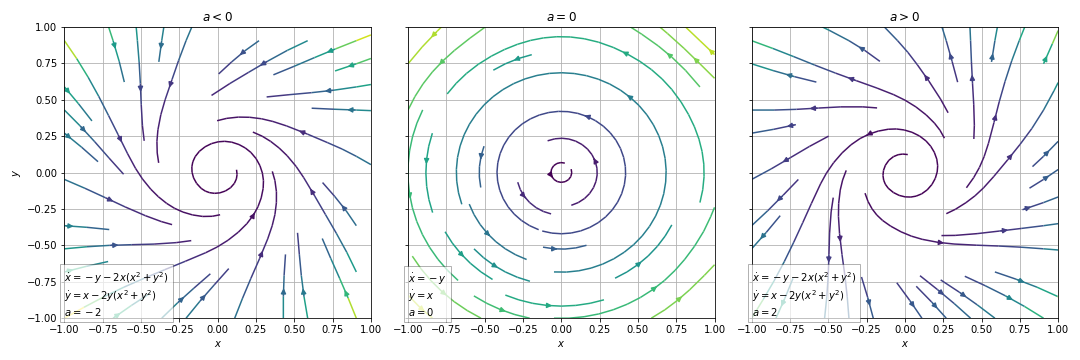 a < 0
a = 0
a > 0
1.00
0.75
0.50
0.25
0.00
−0.25
−0.50
−0.75
−1.00
y
ẋ = −y − 2x(x² + y²)
ẏ = x − 2y(x² + y²)
a = −2
ẋ = −y
ẏ = x
a = 0
ẋ = −y − 2x(x² + y²)
ẏ = x − 2y(x² + y²)
a = 2
−1.00 −0.75 −0.50 −0.25 0.00 0.25 0.50 0.75 1.00
−1.00 −0.75 −0.50 −0.25 0.00 0.25 0.50 0.75 1.00
−1.00 −0.75 −0.50 −0.25 0.00 0.25 0.50 0.75 1.00
x
x
x